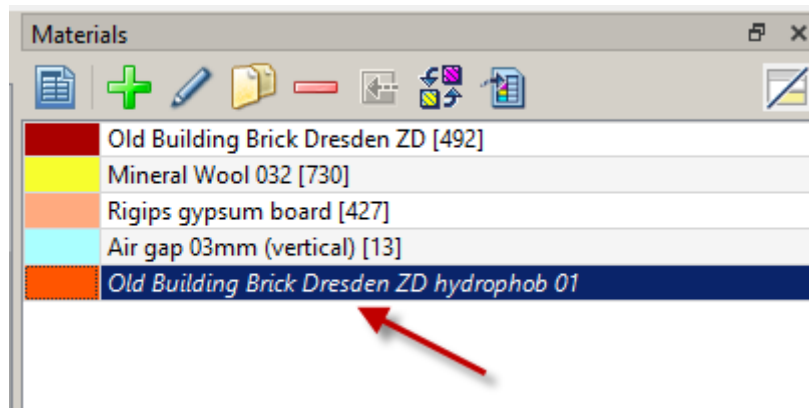 Materials
Old Building Brick Dresden ZD [492]
Mineral Wool 032 [730]
Rigips gypsum board [427]
Air gap 03mm (vertical) [13]
Old Building Brick Dresden ZD hydrophob 01